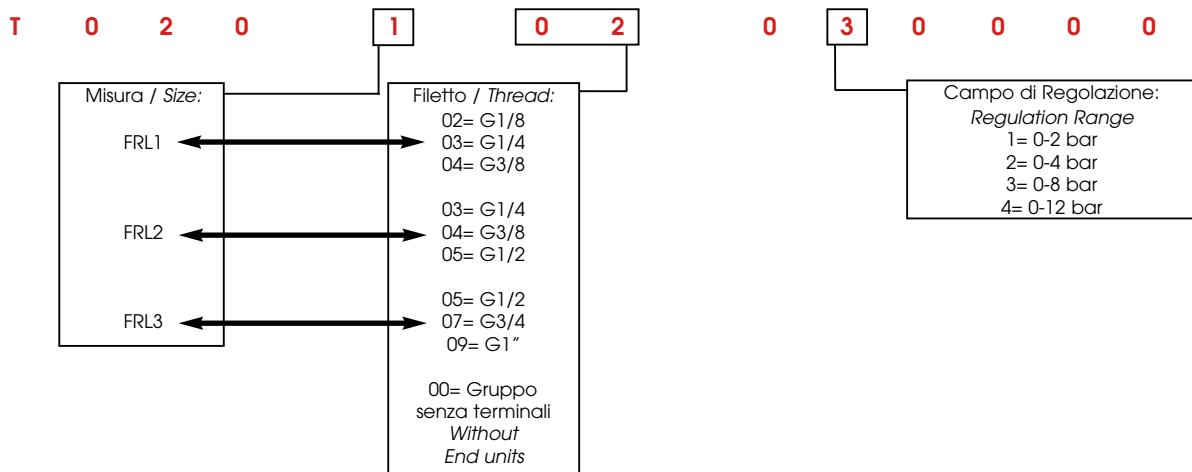 T 0 2 0 1 0 2 0 3 0 0 0 0
Misura / Size:
FRL1
FRL2
FRL3
Filetto / Thread:
02= G1/8
03= G1/4
04= G3/8
03= G1/4
04= G3/8
05= G1/2
05= G1/2
07= G3/4
09= G1”
00= Gruppo
senza terminali
Without
End units
Campo di Regolazione:
Regulation Range
1= 0-2 bar
2= 0-4 bar
3= 0-8 bar
4= 0-12 bar